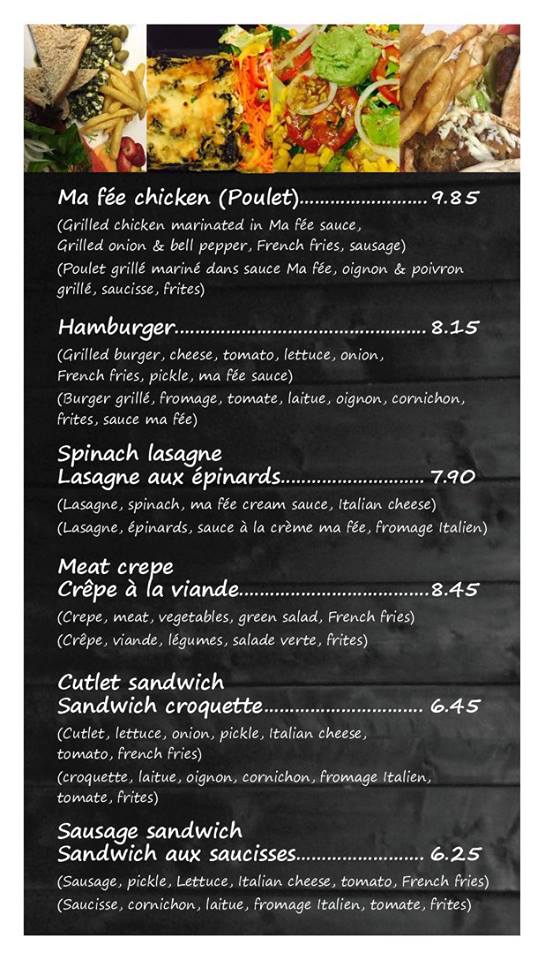 Ma fée chicken (Poulet)......................... 9.85
(Grilled chicken marinated in Ma fée sauce,
Grilled onion & bell pepper, French fries, sausage)
(Poulet grillé mariné dans sauce Ma fée, oignon & poivron
grillé, saucisse, frites)
Hamburger................................................. 8.15
(Grilled burger, cheese, tomato, lettuce, onion,
French fries, pickle, ma fée sauce)
(Burger grillé, fromage, tomate, laitue, oignon, cornichon,
frites, sauce ma fée)
Spinach lasagne
Lasagne aux épinards............................ 7.90
(Lasagne, spinach, ma fée cream sauce, Italian cheese)
(Lasagne, épinards, sauce à la crème ma fée, fromage Italien)
Meat crepe
Crêpe à la viande.....................................8.45
(Crepe, meat, vegetables, green salad, French fries)
(Crêpe, viande, légumes, salade verte, frites)
Cutlet sandwich
Sandwich croquette............................... 6.45
(Cutlet, lettuce, onion, pickle, Italian cheese,
tomato, french fries)
(croquette, laitue, oignon, cornichon, fromage Italien,
tomate, frites)
Sausage sandwich
Sandwich aux saucisses......................... 6.25
(Sausage, pickle, Lettuce, Italian cheese, tomato, French fries)
(Saucisse, cornichon, laitue, fromage Italien, tomate, frites)